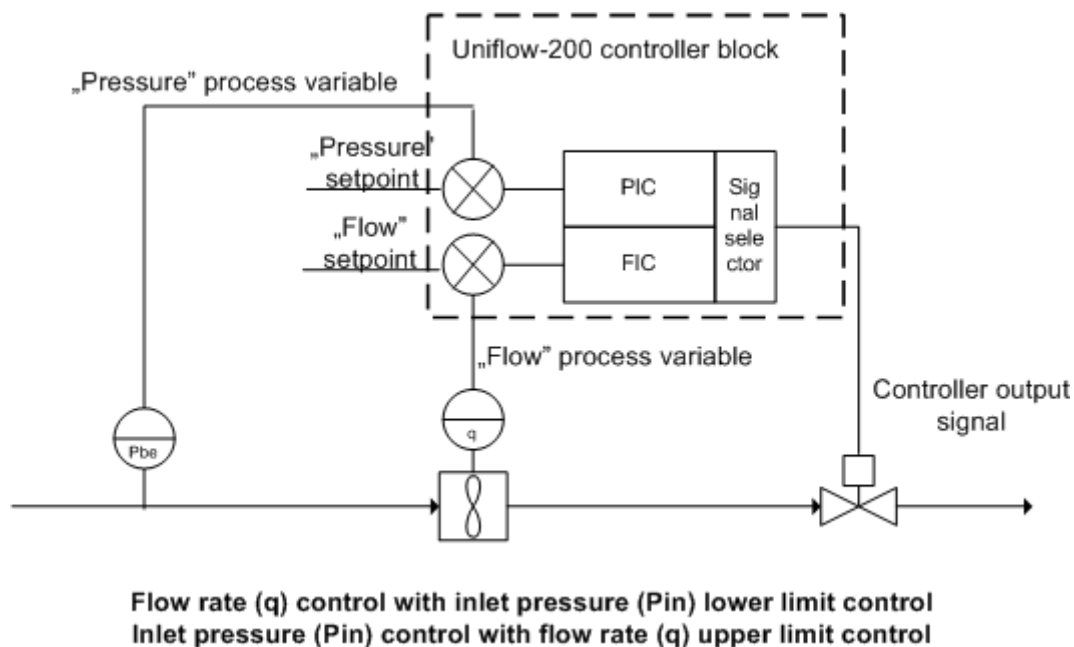 Uniflow-200 controller block
„Pressure” process variable
„Pressure”
setpoint
„Flow”
setpoint
PIC
FIC
Sig
nal
sele
ctor
„Flow” process variable
Controller output
signal
Pbe
q
Flow rate (q) control with inlet pressure (Pin) lower limit control
Inlet pressure (Pin) control with flow rate (q) upper limit control